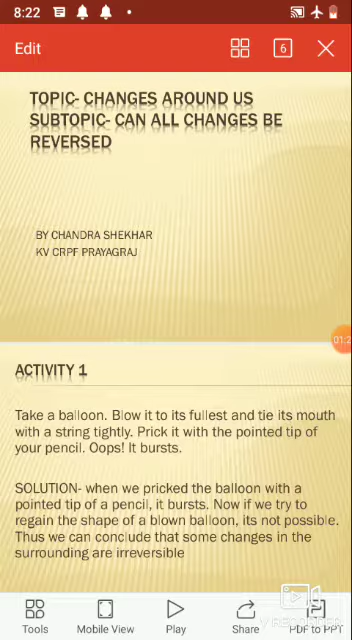 8:22
Edit
6
TOPIC- CHANGES AROUND US
SUBTOPIC- CAN ALL CHANGES BE
REVERSED
BY CHANDRA SHEKHAR
KV CRPF PRAYAGRAJ
01:2
ACTIVITY 1
Take a balloon. Blow it to its fullest and tie its mouth
with a string tightly. Prick it with the pointed tip of
your pencil. Oops! It bursts.
SOLUTION- when we pricked the balloon with a
pointed tip of a pencil, it bursts. Now if we try to
regain the shape of a blown balloon, its not possible.
Thus we can conclude that some changes in the
surrounding are irreversible
Tools
Mobile View
Play
Share
PDF to PPT